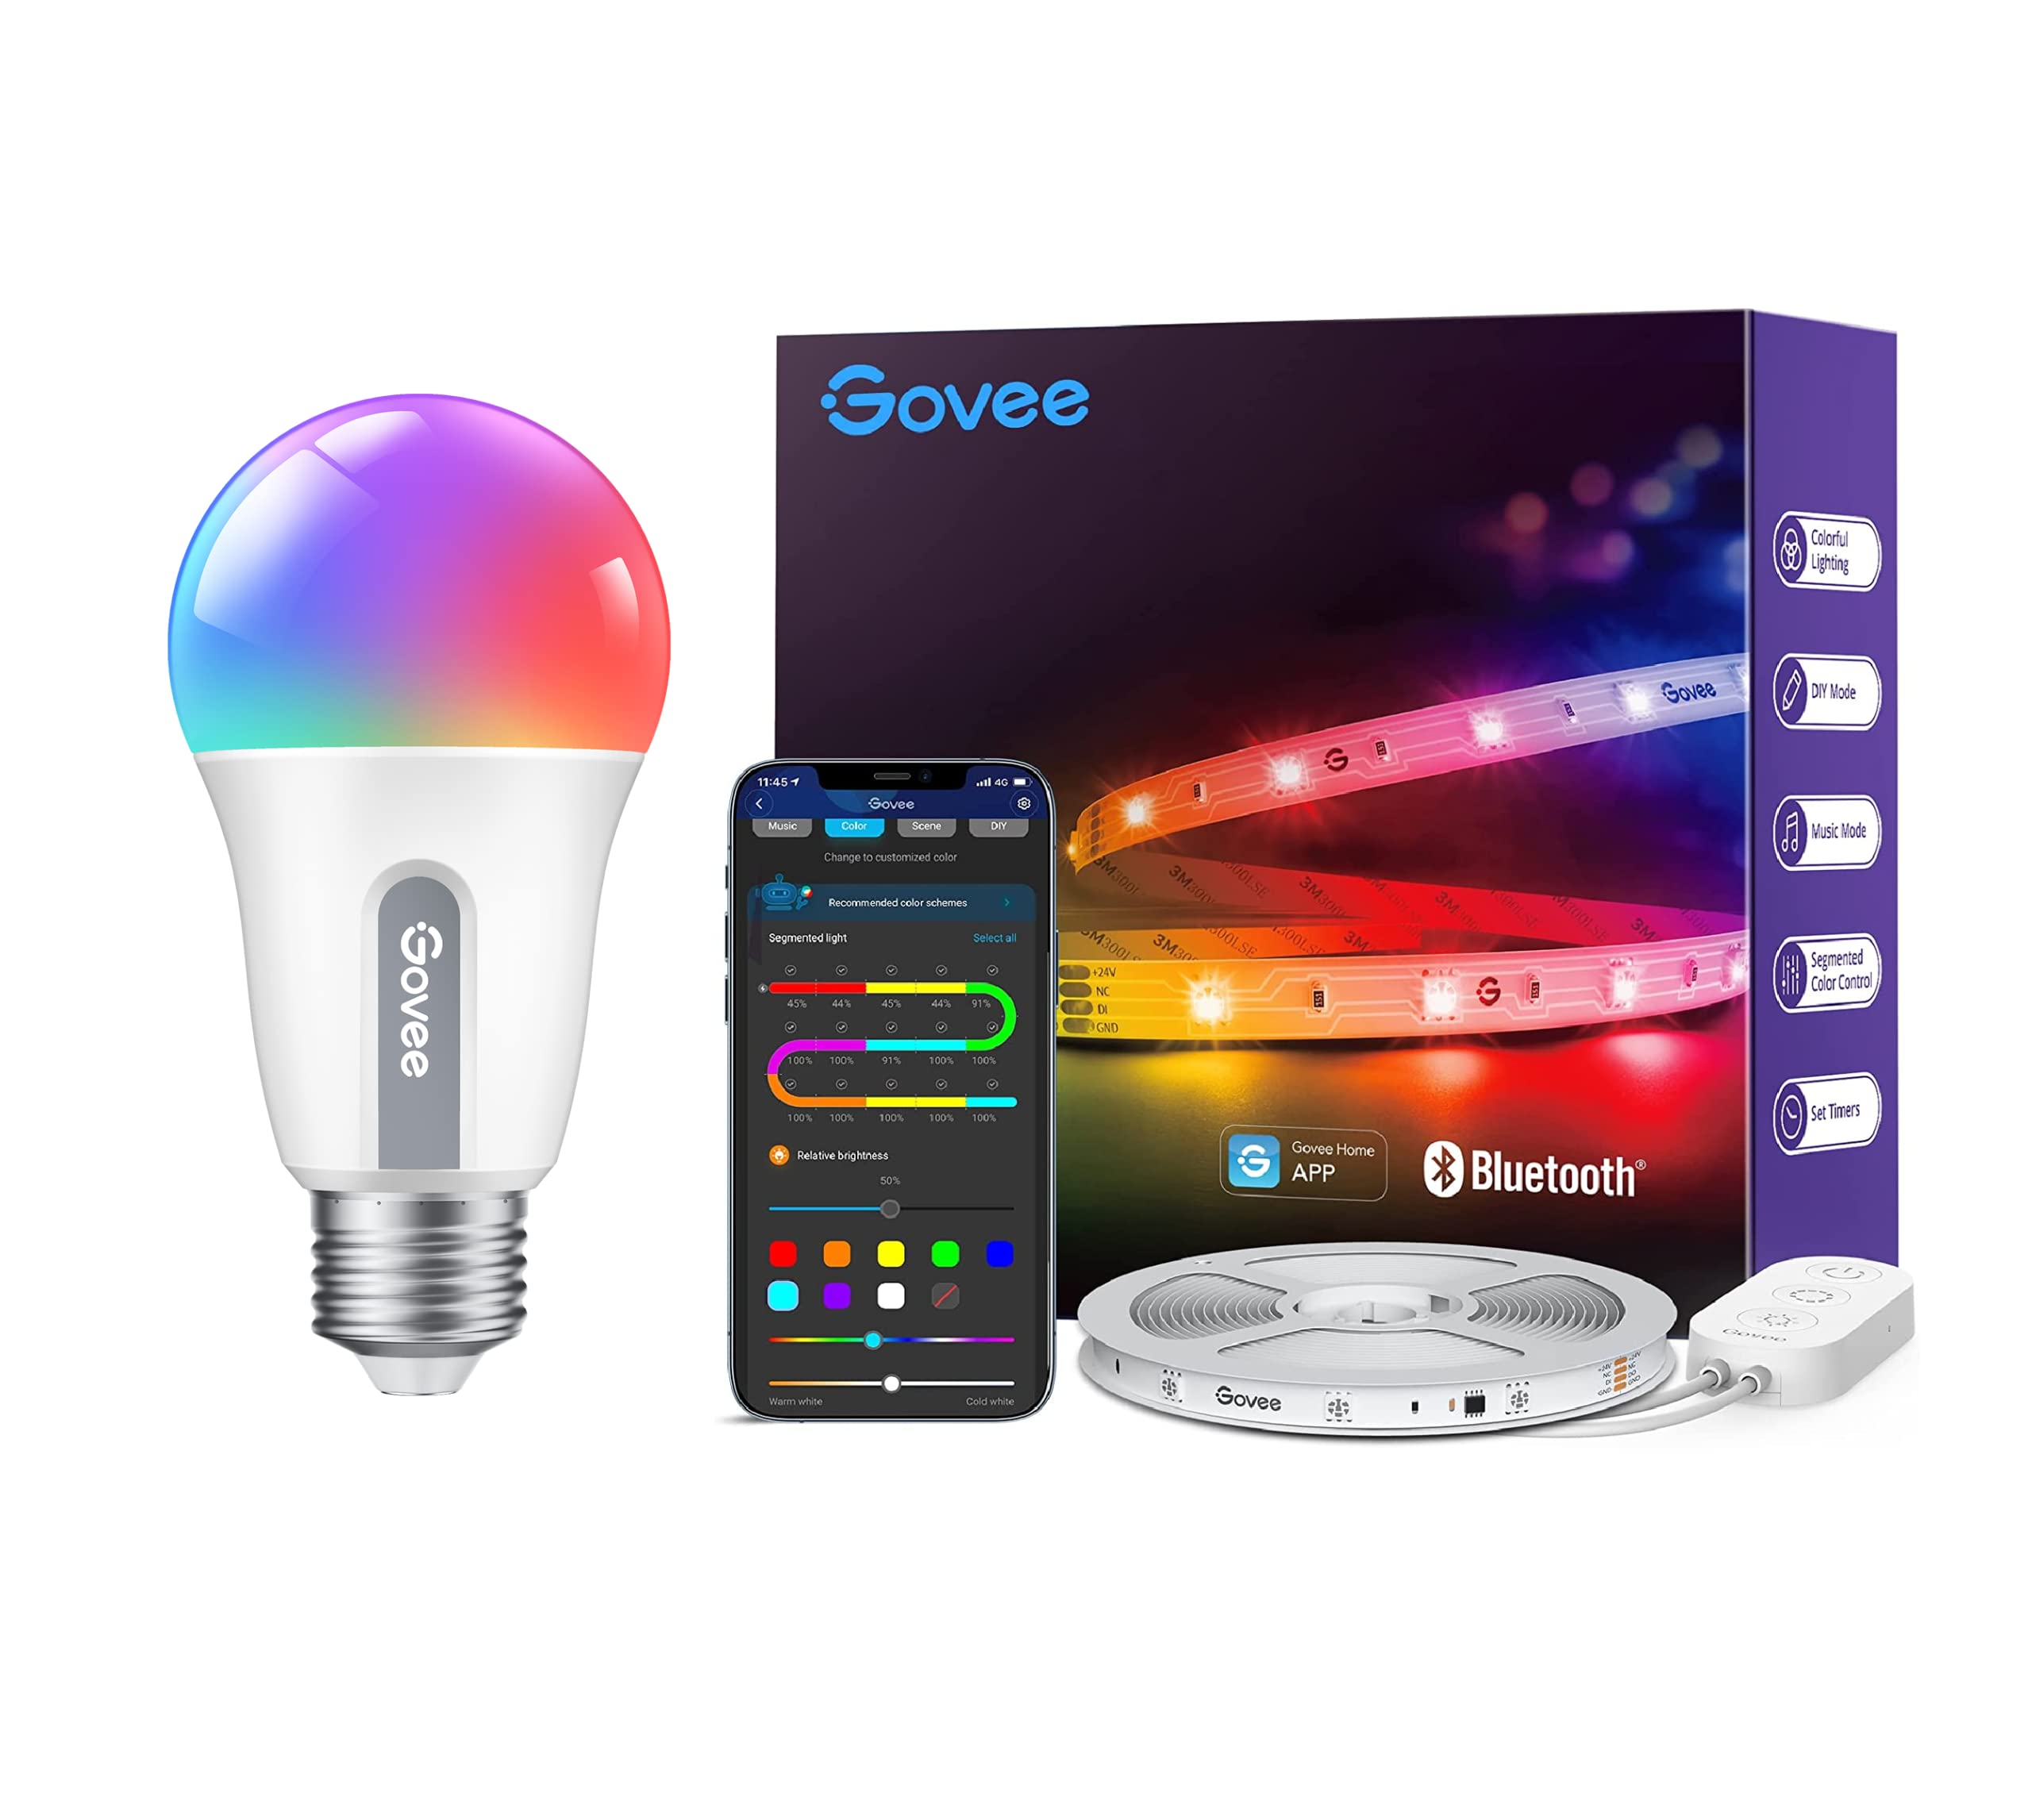 Govee
Govee
Colorful
Lighting
DIY Mode
Music Mode
Segmented
Color Control
Set Timers
Govee
3M300LSE
+24V
NC
DI
GND
Govee Home
APP
Bluetooth®
11:45
4G
Govee
Music
Color
Scene
DIY
Change to customized color
Recommended color schemes
Segmented light
Select all
45% 44% 45% 44% 91%
100% 100% 91% 100% 100%
100% 100% 100% 100% 100%
Relative brightness
50%
Warm white
Cold white
Govee
Govee